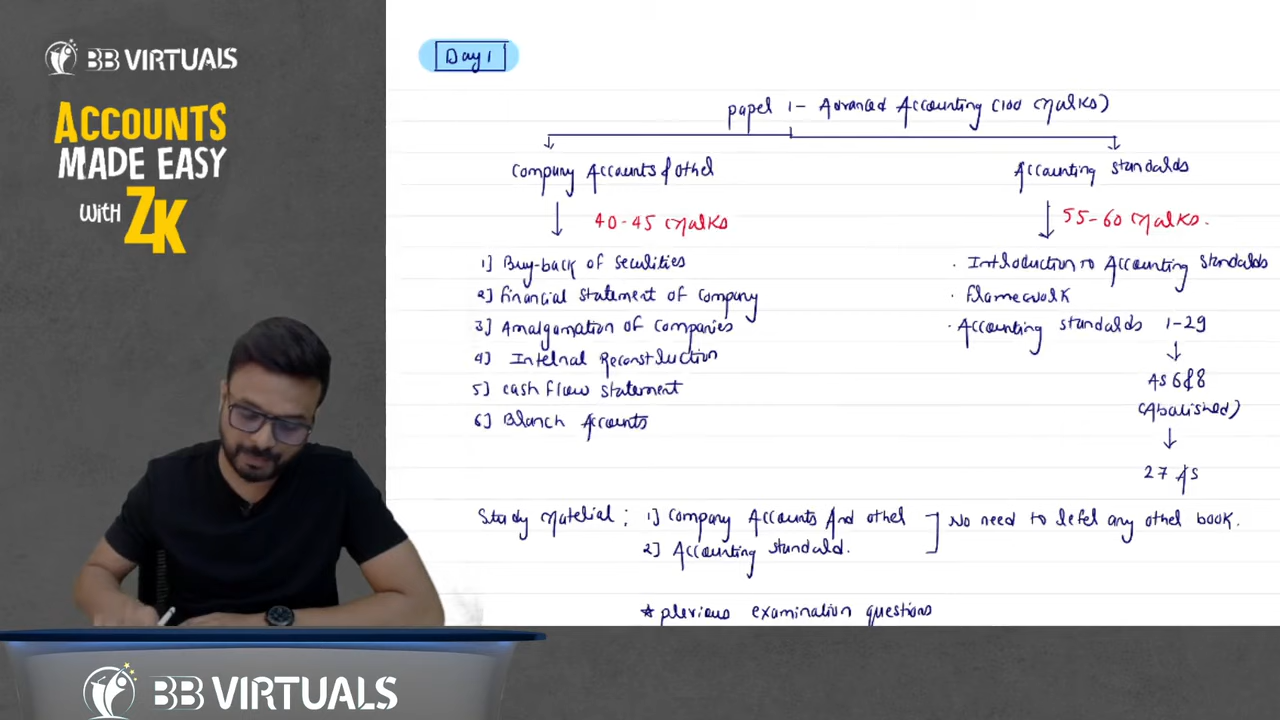 BB VIRTUALS
ACCOUNTS
MADE EASY
WITH ZK
Day 1
Paper 1 - Advanced Accounting (100 Marks)
Company Accounts & other
Accounting Standards
40-45 Marks
55-60 Marks.
1] Buy-back of Securities
2] Financial Statement of Company
3] Amalgamation of Companies
4] Internal Reconstruction
5] Cash flow Statement
6] Branch Accounts
· Introduction to Accounting Standards
· Framework
· Accounting Standards 1-29
AS 6 & 8
(Abolished)
27 AS
Study Material : 1] Company Accounts And other
2] Accounting Standard.
No need to refer any other book.
* previous examination questions
BB VIRTUALS